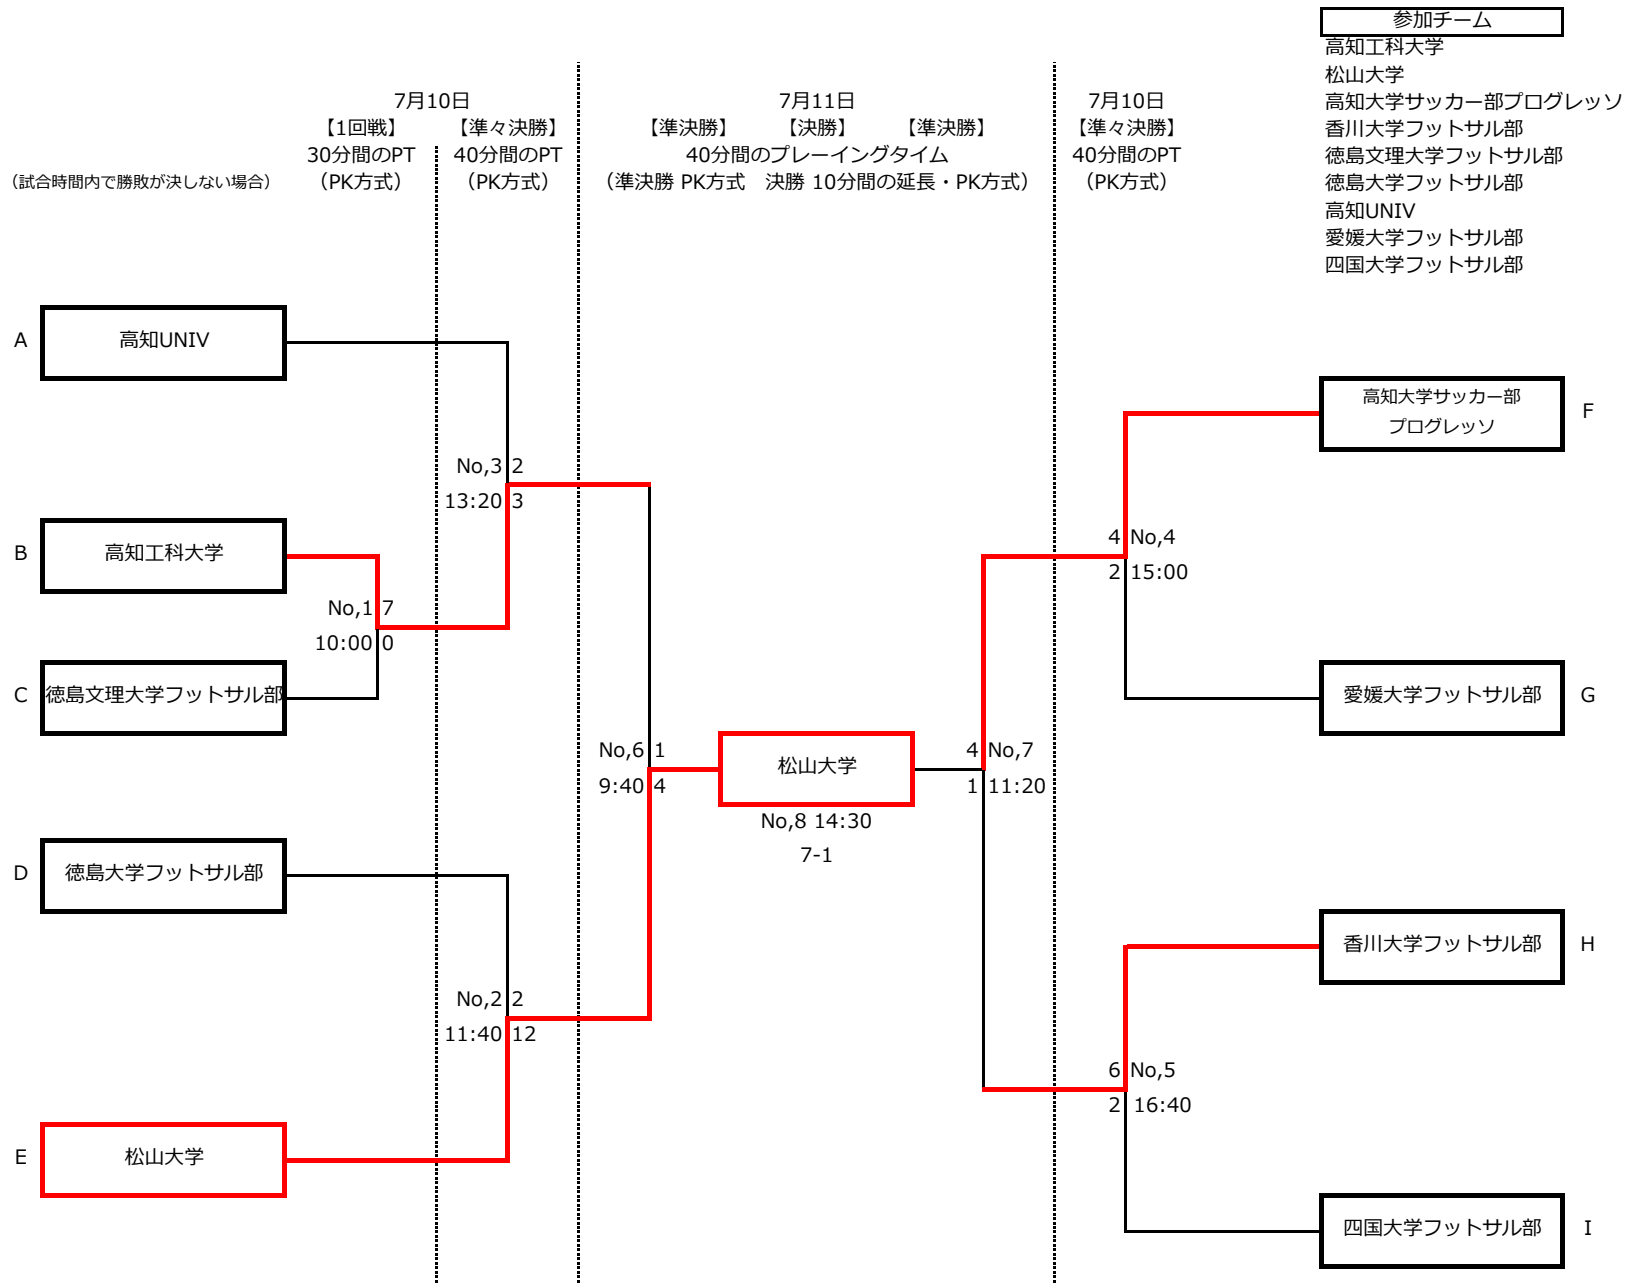 参加チーム
高知工科大学
松山大学
高知大学サッカー部プログレッソ
香川大学フットサル部
徳島文理大学フットサル部
徳島大学フットサル部
高知UNIV
愛媛大学フットサル部
四国大学フットサル部
7月10日 7月11日 7月10日
【1回戦】 【準々決勝】 【準決勝】 【決勝】 【準決勝】 【準々決勝】
30分間のPT 40分間のPT 40分間のプレーイングタイム 40分間のPT
（試合時間内で勝敗が決しない場合） （PK方式） （PK方式） （準決勝 PK方式　決勝 10分間の延長・PK方式） （PK方式）
A 高知UNIV
高知大学サッカー部
プログレッソ
F
No,3 2
13:20 3
B 高知工科大学
4 No,4
2 15:00
No,1 7
10:00 0
C 徳島文理大学フットサル部
愛媛大学フットサル部 G
No,6 1
9:40 4
松山大学
4 No,7
1 11:20
No,8 14:30
7-1
D 徳島大学フットサル部
香川大学フットサル部 H
No,2 2
11:40 12
6 No,5
2 16:40
E 松山大学
四国大学フットサル部 I